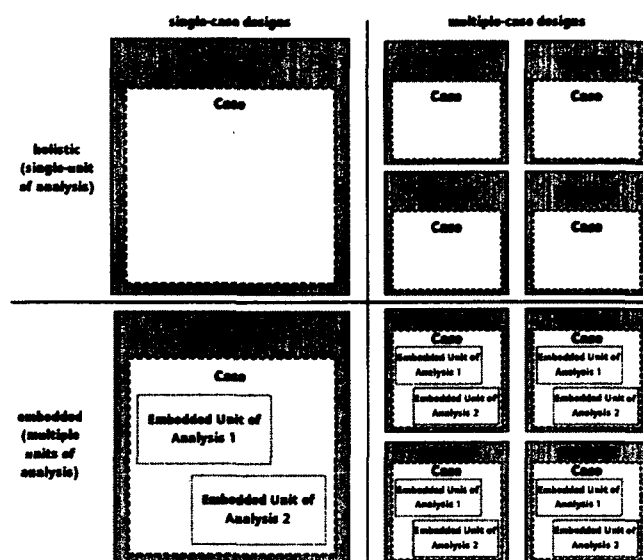 single-case designs
multiple-case designs
holistic
(single-unit
of analysis)
Case
Case
Case
Case
Case
embedded
(multiple
units of
analysis)
Case
Embedded Unit of
Analysis 1
Embedded Unit of
Analysis 2
Case
Embedded Unit of
Analysis 1
Embedded Unit of
Analysis 2
Case
Embedded Unit of
Analysis 1
Embedded Unit of
Analysis 2
Case
Embedded Unit of
Analysis 1
Embedded Unit of
Analysis 2
Case
Embedded Unit of
Analysis 1
Embedded Unit of
Analysis